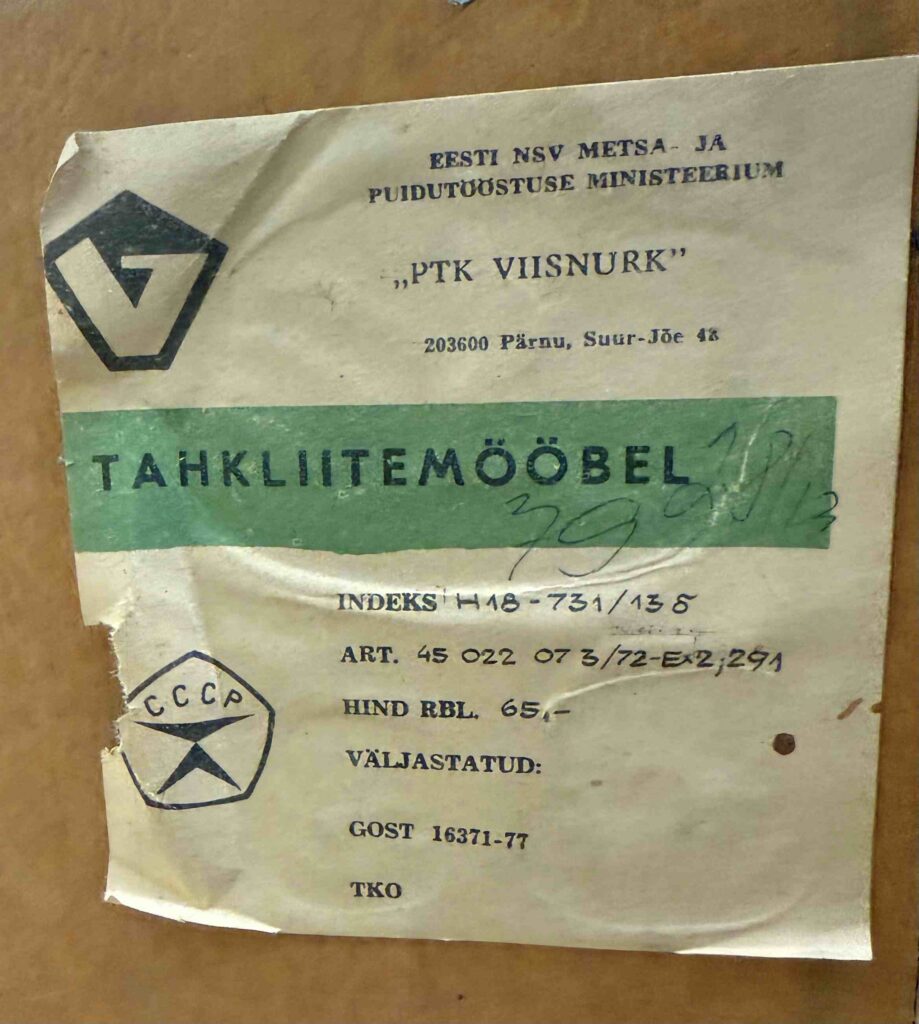 EESTI NSV METSA- JA
PUIDUTÖÖSTUSE MINISTEERIUM
„PTK VIISNURK”
203600 Pärnu, Suur-Jõe 48
TAHKLIITEMÖÖBEL
INDEKS H18-731/135
ART. 45 022 07 3/72-Ex2,291
HIND RBL. 65,-
VÄLJASTATUD:
GOST 16371-77
TKO
CCCP